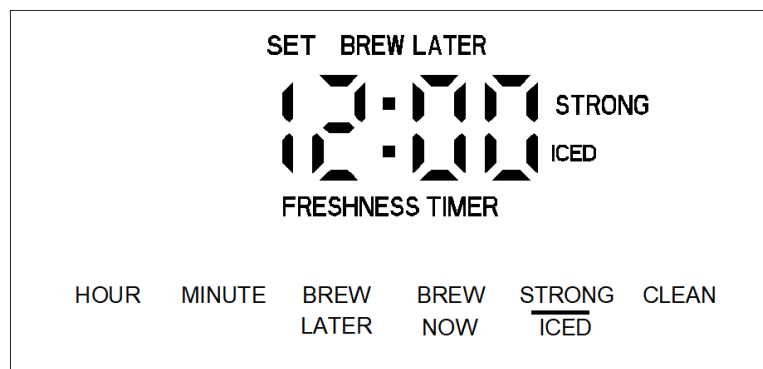 SET BREW LATER
12:00 STRONG
ICED
FRESHNESS TIMER
HOUR MINUTE BREW LATER BREW NOW STRONG ICED CLEAN